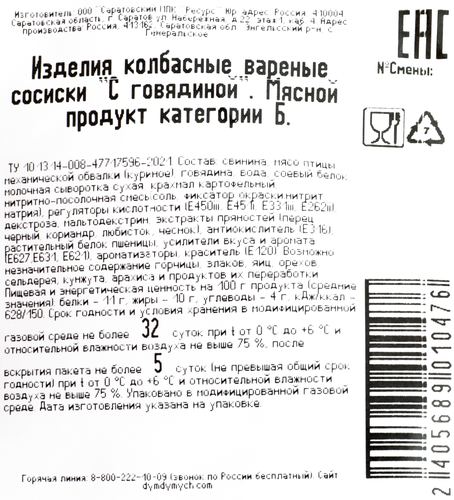 Изготовитель: ООО "Саратовский ПЛК "Ресурс" Юр. адрес: Россия, 410004,
Саратовская область, г. Саратов, ул. Набережная, д. 22, этаж 1, каб. 4. Адрес
производства: Россия, 413162, Саратовская обл., Энгельсский р-н, с.
Генеральское
ЕАС
№Смены:
Изделия колбасные вареные
сосиски "С говядиной". Мясной
продукт категории Б.
7
ТУ 10.13.14-008-47717596-2021. Состав: свинина, мясо птицы
механической обвалки (куриное), говядина, вода, соевый белок,
молочная сыворотка сухая, крахмал картофельный,
нитритно-посолочная смесь(соль, фиксатор окраски:нитрит
натрия), регуляторы кислотности (E450iii, E451i, E331iii, E262ii),
декстроза, мальтодекстрин, экстракты пряностей (перец
черный, кориандр, любисток, чеснок), антиокислитель (E316),
растительный белок пшеницы, усилители вкуса и аромата
(E627,E631, E621), ароматизаторы, краситель (E120). Возможно
незначительное содержание горчицы, злаков, яиц, орехов,
сельдерея, кунжута, арахиса и продуктов их переработки.
Пищевая и энергетическая ценность на 100 г продукта (средние
значения): белки - 11 г, жиры - 10 г, углеводы - 4 г, кДж/ккал -
628/150. Срок годности и условия хранения в модифицированной
газовой среде не более 32 суток при t от 0 °С до +6 °С и
относительной влажности воздуха не выше 75 %, после
вскрытия пакета не более 5 суток (не превышая общий срок
годности) при t от 0 °С до +6 °С и относительной влажности
воздуха не выше 75 %. Упаковано в модифицированной газовой
среде. Дата изготовления указана на упаковке.
2405689010476
Горячая линия: 8-800-222-10-09 (звонок по России бесплатный). Сайт
dymdymych.com